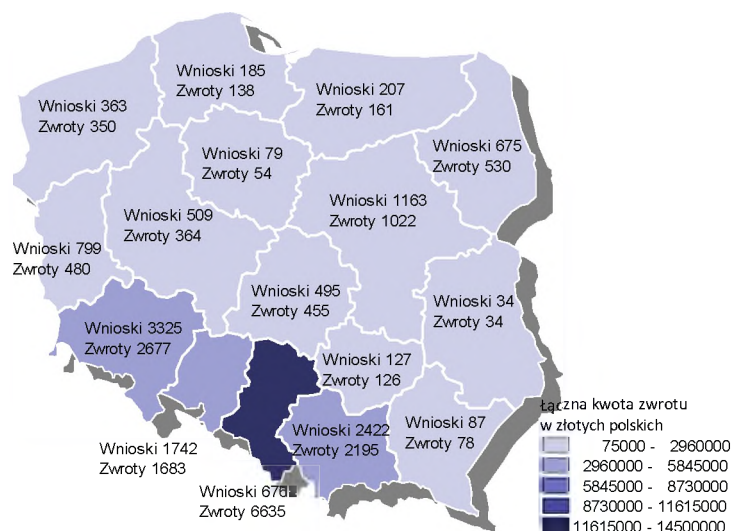 Wnioski 185
Zwroty 138
Wnioski 207
Zwroty 161
Wnioski 363
Zwroty 350
Wnioski 79
Zwroty 54
Wnioski 675
Zwroty 530
Wnioski 1163
Zwroty 1022
Wnioski 509
Zwroty 364
Wnioski 799
Zwroty 480
Wnioski 495
Zwroty 455
Wnioski 34
Zwroty 34
Wnioski 3325
Zwroty 2677
Wnioski 127
Zwroty 126
Wnioski 87
Zwroty 78
Wnioski 2422
Zwroty 2195
Wnioski 1742
Zwroty 1683
Wnioski
Zwroty 6635
Łączna kwota zwrotu
w złotych polskich
75000 - 2960000
2960000 - 5845000
5845000 - 8730000
8730000 - 11615000
11615000 - 14500000